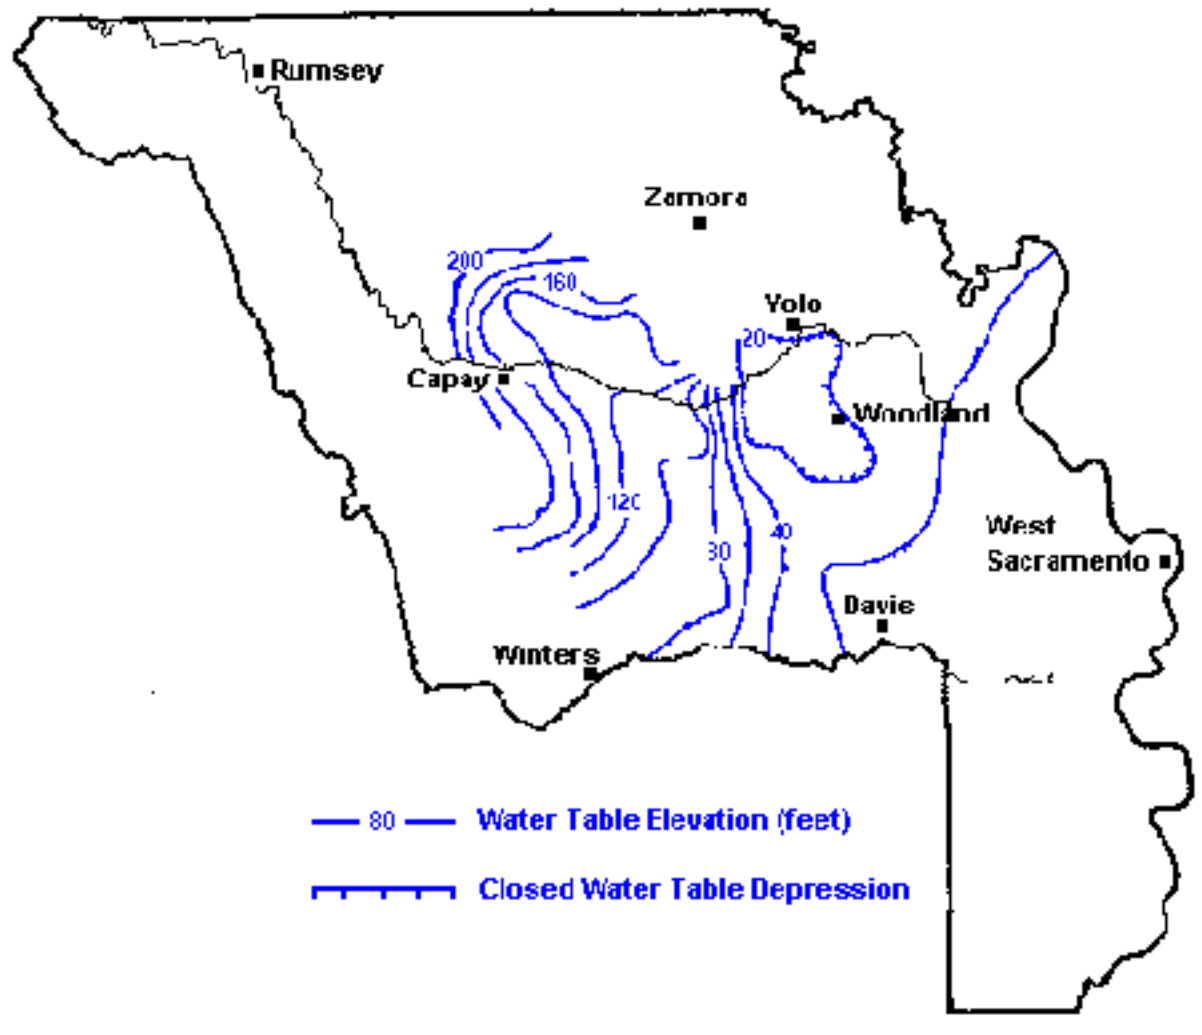 Rumsey
Zamora
200
160
Yolo
20
Capay
Woodland
120
40
80
West
Sacramento
Davis
Winters
80
Water Table Elevation (feet)
Closed Water Table Depression